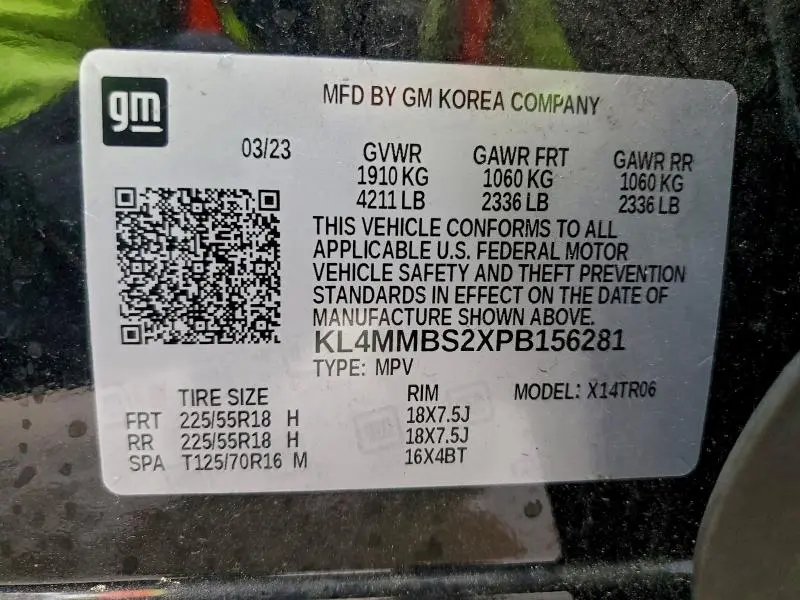 gm
MFD BY GM KOREA COMPANY
03/23
GVWR GAWR FRT GAWR RR
1910 KG 1060 KG 1060 KG
4211 LB 2336 LB 2336 LB
THIS VEHICLE CONFORMS TO ALL
APPLICABLE U.S. FEDERAL MOTOR
VEHICLE SAFETY AND THEFT PREVENTION
STANDARDS IN EFFECT ON THE DATE OF
MANUFACTURE SHOWN ABOVE.
KL4MMBS2XPB156281
TYPE: MPV
TIRE SIZE RIM MODEL: X14TR06
FRT 225/55R18 H 18X7.5J
RR 225/55R18 H 18X7.5J
SPA T125/70R16 M 16X4BT